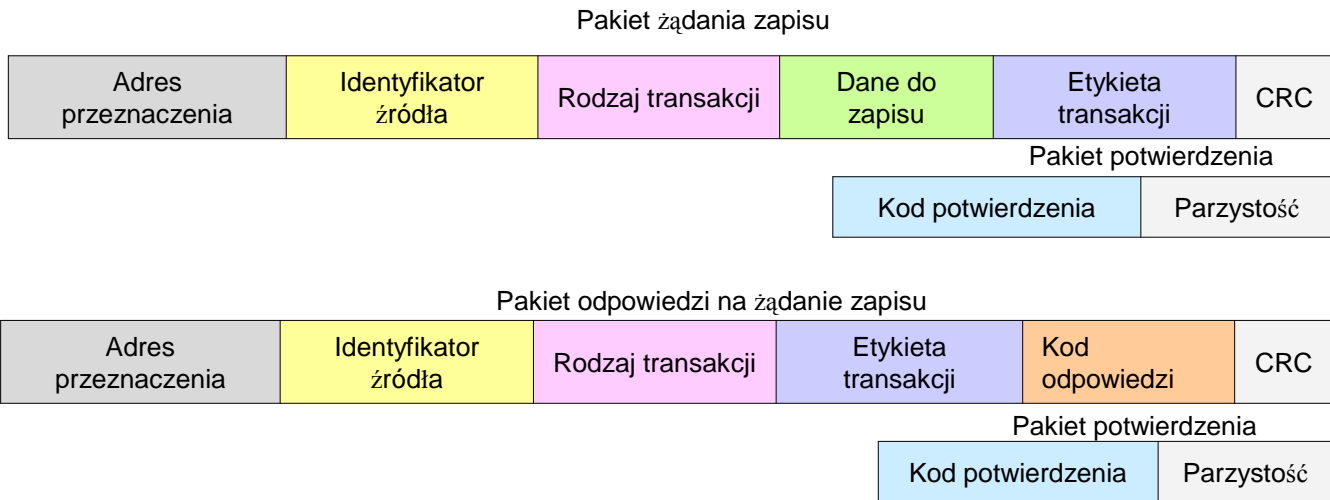 Pakiet żądania zapisu
Adres
przeznaczenia
Identyfikator
źródła
Rodzaj transakcji
Dane do
zapisu
Etykieta
transakcji
CRC
Pakiet potwierdzenia
Kod potwierdzenia
Parzystość
Pakiet odpowiedzi na żądanie zapisu
Adres
przeznaczenia
Identyfikator
źródła
Rodzaj transakcji
Etykieta
transakcji
Kod
odpowiedzi
CRC
Pakiet potwierdzenia
Kod potwierdzenia
Parzystość